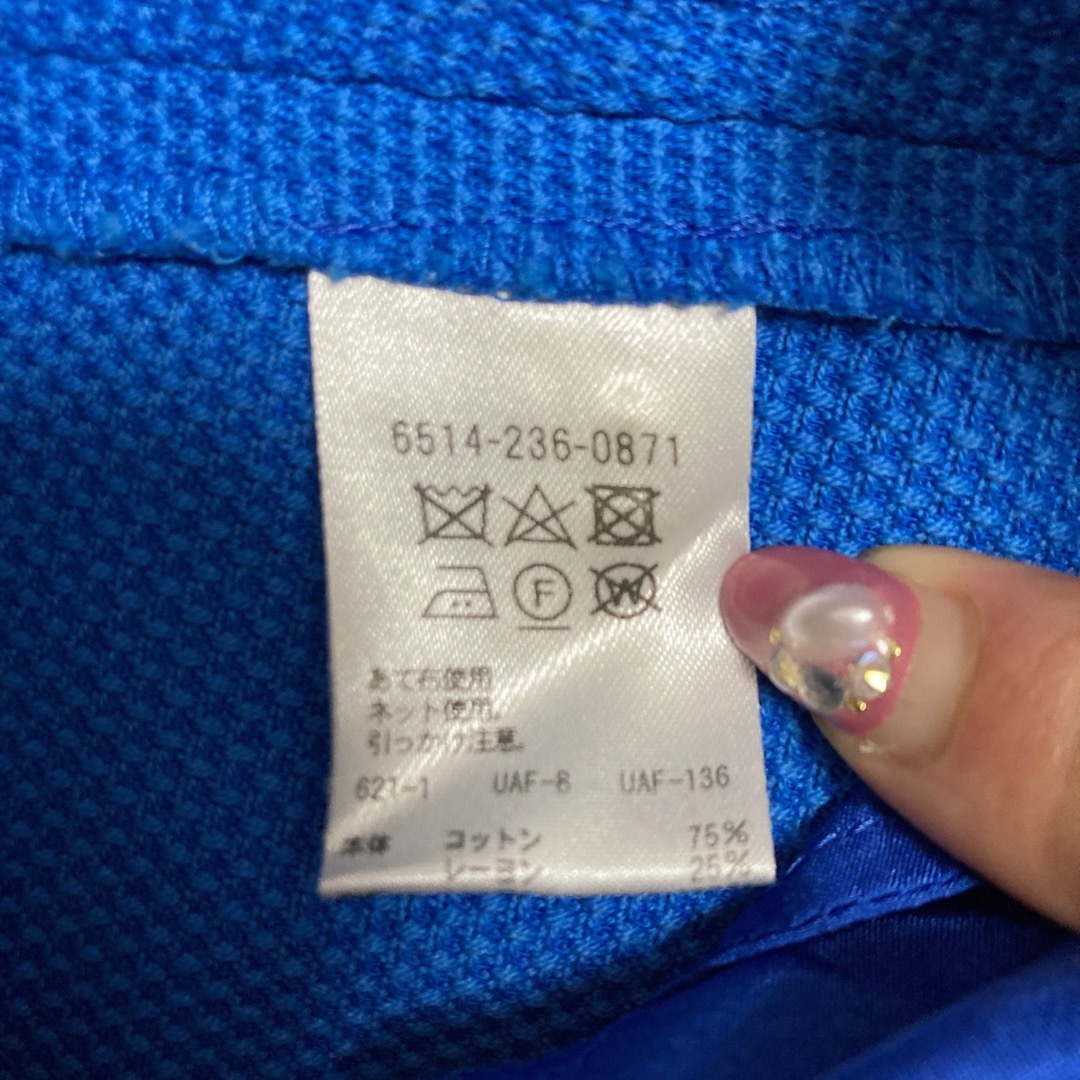 6514-236-0871
F W
あて布使用
ネット使用.
引っかけ注意.
621-1 UAF-8 UAF-136
本体 コットン 75%
レーヨン 25%